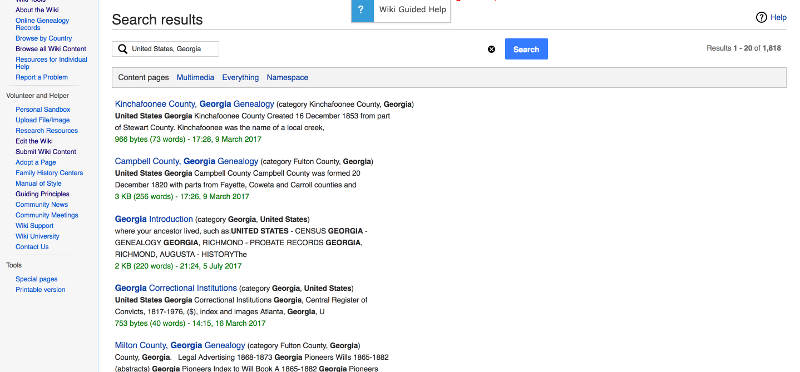 Wiki Tools
About the Wiki
Online Genealogy
Records
Browse by Country
Browse all Wiki Content
Resources for Individual
Help
Report a Problem
Volunteer and Helper
Personal Sandbox
Upload File/Image
Research Resources
Edit the Wiki
Submit Wiki Content
Adopt a Page
Family History Centers
Manual of Style
Guiding Principles
Community News
Community Meetings
Wiki Support
Wiki University
Contact Us
Tools
Special pages
Printable version
? Wiki Guided Help
Search results
? Help
United States, Georgia
Search
Results 1 - 20 of 1,818
Content pages Multimedia Everything Namespace
Kinchafoonee County, Georgia Genealogy (category Kinchafoonee County, Georgia)
United States Georgia Kinchafoonee County Created 16 December 1853 from part
of Stewart County. Kinchafoonee was the name of a local creek,
966 bytes (73 words) - 17:28, 9 March 2017
Campbell County, Georgia Genealogy (category Fulton County, Georgia)
United States Georgia Campbell County Campbell County was formed 20
December 1820 with parts from Fayette, Coweta and Carroll counties and
3 KB (256 words) - 17:26, 9 March 2017
Georgia Introduction (category Georgia, United States)
where your ancestor lived, such as UNITED STATES - CENSUS GEORGIA -
GENEALOGY GEORGIA, RICHMOND - PROBATE RECORDS GEORGIA,
RICHMOND, AUGUSTA - HISTORYThe
2 KB (220 words) - 21:24, 5 July 2017
Georgia Correctional Institutions (category Georgia, United States)
United States Georgia Correctional Institutions Georgia, Central Register of
Convicts, 1817-1976, ($), index and images Atlanta, Georgia, U
753 bytes (40 words) - 14:15, 16 March 2017
Milton County, Georgia Genealogy (category Fulton County, Georgia)
County, Georgia. Legal Advertising 1868-1873 Georgia Pioneers Wills 1865-1882
(abstracts) Georgia Pioneers Index to Will Book A 1865-1882 Georgia Pioneers